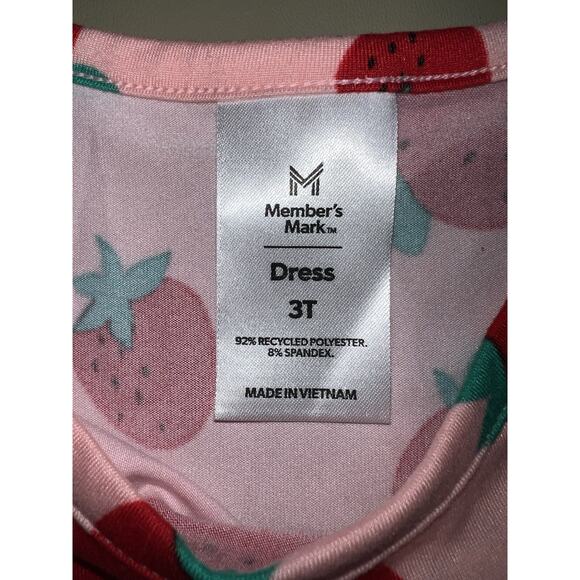 Member's
Mark™
Dress
3T
92% RECYCLED POLYESTER.
8% SPANDEX.
MADE IN VIETNAM